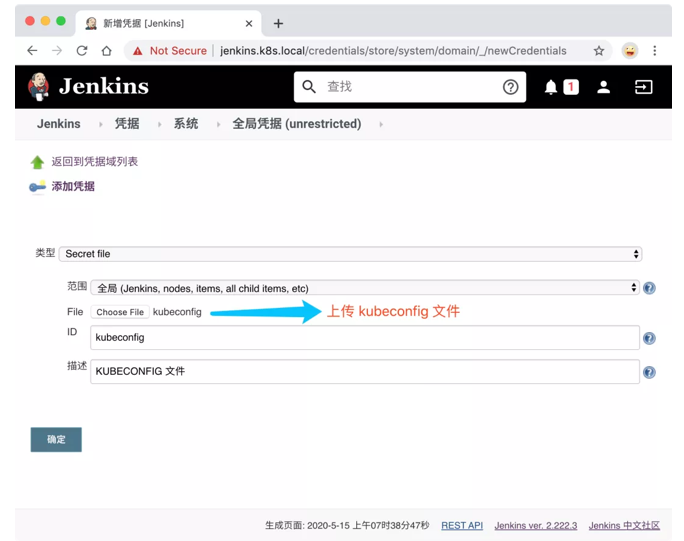 新增凭据 [Jenkins]
Not Secure
jenkins.k8s.local/credentials/store/system/domain/_/newCredentials
Jenkins
查找
1
Jenkins
凭据
系统
全局凭据 (unrestricted)
返回到凭据域列表
添加凭据
类型
Secret file
范围
全局 (Jenkins, nodes, items, all child items, etc)
File
Choose File
kubeconfig
上传 kubeconfig 文件
ID
kubeconfig
描述
KUBECONFIG 文件
确定
生成页面: 2020-5-15 上午07时38分47秒
REST API
Jenkins ver. 2.222.3
Jenkins 中文社区